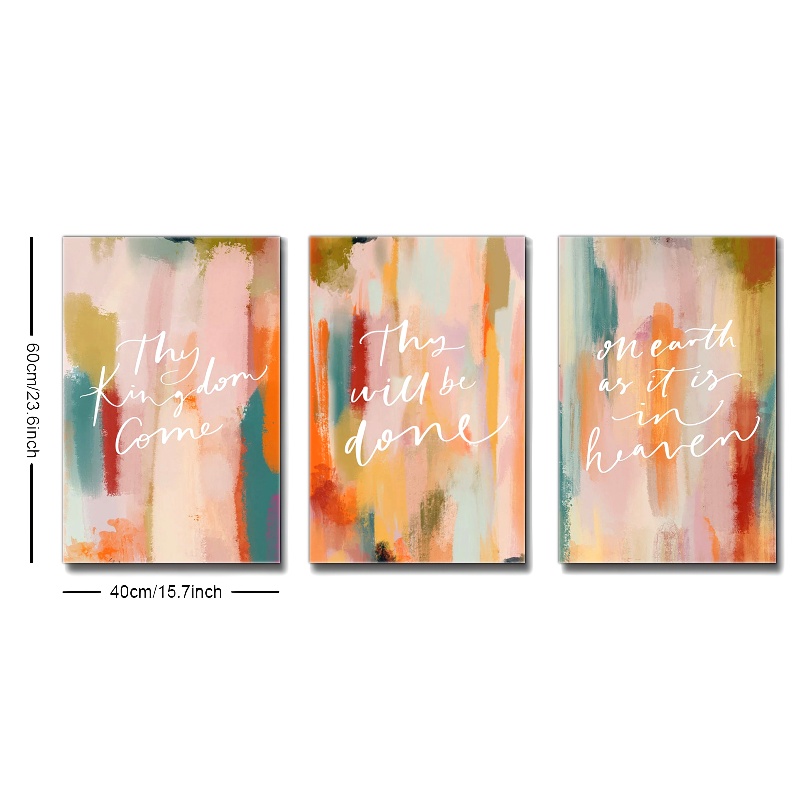 Thy
Kingdom
Come
Thy
will be
done
on earth
as it is
in
heaven
60cm/23.6inch
40cm/15.7inch